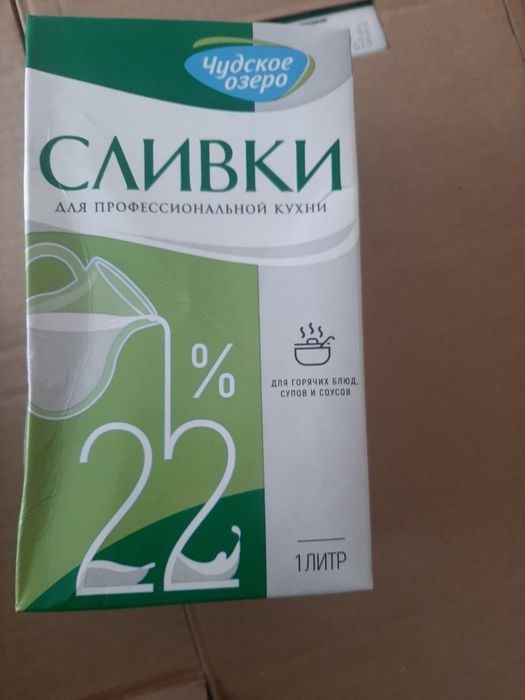 Чудское
озеро
СЛИВКИ
ДЛЯ ПРОФЕССИОНАЛЬНОЙ КУХНИ
%
22
ДЛЯ ГОРЯЧИХ БЛЮД,
СУПОВ И СОУСОВ
1 ЛИТР